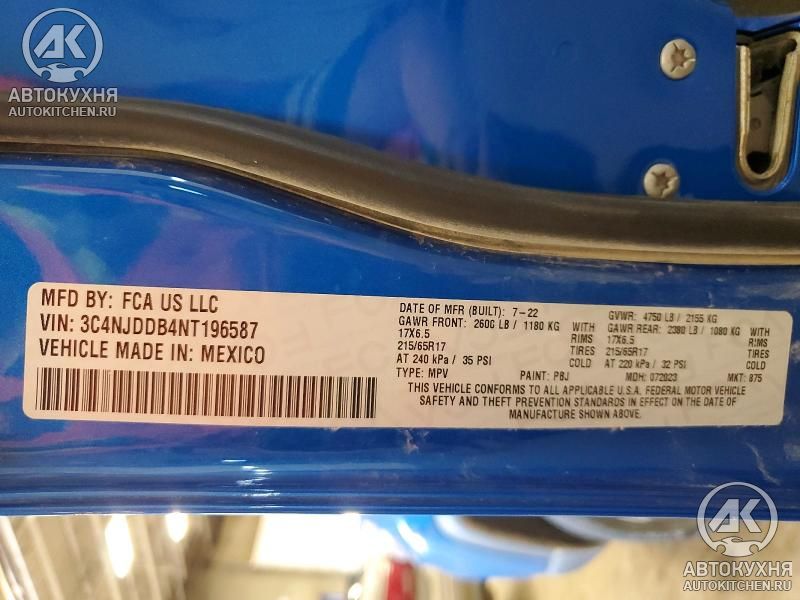 AK
АВТОКУХНЯ
AUTOKITCHEN.RU
MFD BY: FCA US LLC
VIN: 3C4NJDDB4NT196587
VEHICLE MADE IN: MEXICO
DATE OF MFR (BUILT): 7-22 GVWR: 4750 LB / 2155 KG
GAWR FRONT: 2600 LB / 1180 KG WITH GAWR REAR: 2380 LB / 1080 KG WITH
17X6.5 RIMS 17X6.5 RIMS
215/65R17 TIRES 215/65R17 TIRES
AT 240 kPa / 35 PSI COLD AT 220 kPa / 32 PSI COLD
TYPE: MPV PAINT: PBJ MDH: 072023 MKT: 875
THIS VEHICLE CONFORMS TO ALL APPLICABLE U.S.A. FEDERAL MOTOR VEHICLE
SAFETY AND THEFT PREVENTION STANDARDS IN EFFECT ON THE DATE OF
MANUFACTURE SHOWN ABOVE.
AK
АВТОКУХНЯ
AUTOKITCHEN.RU